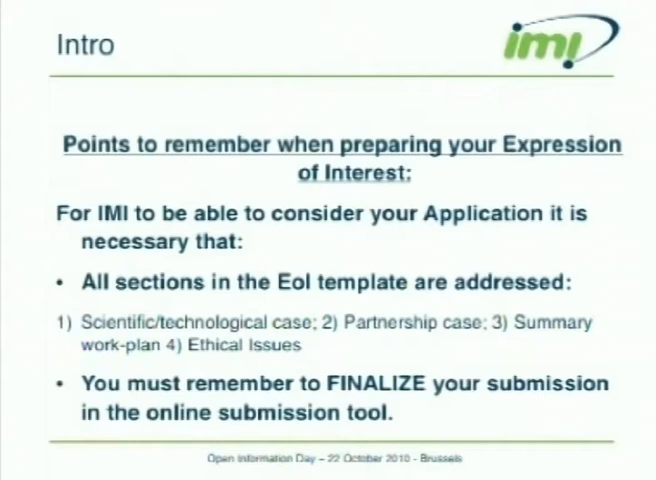 Intro
imi
Points to remember when preparing your Expression
of Interest:
For IMI to be able to consider your Application it is
necessary that:
• All sections in the EoI template are addressed:
1) Scientific/technological case; 2) Partnership case; 3) Summary
work-plan 4) Ethical Issues
• You must remember to FINALIZE your submission
in the online submission tool.
Open Information Day – 22 October 2010 - Brussels